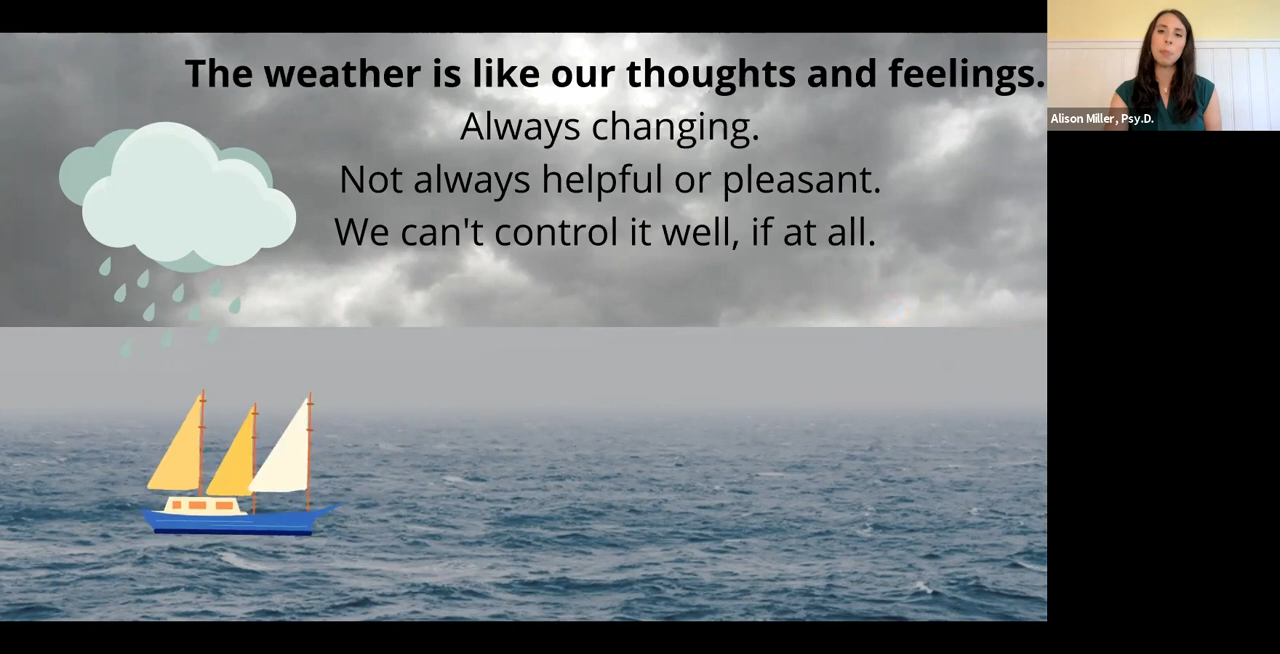 The weather is like our thoughts and feelings.
Always changing.
Not always helpful or pleasant.
We can't control it well, if at all.
Alison Miller, Psy.D.